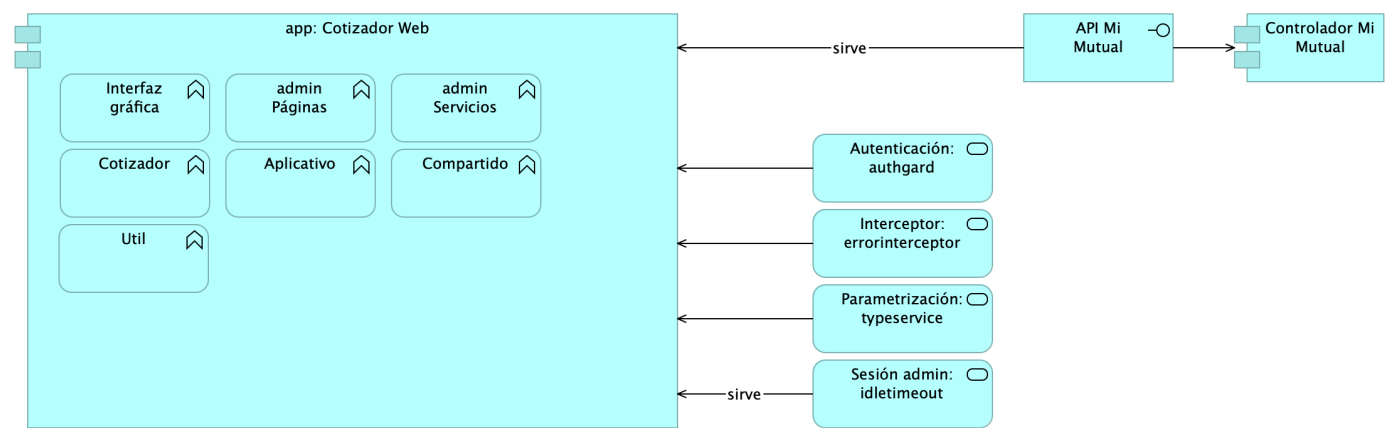 app: Cotizador Web
API Mi
Mutual
Controlador Mi
Mutual
sirve
Interfaz
gráfica
admin
Páginas
admin
Servicios
Cotizador
Aplicativo
Compartido
Util
Autenticación:
authgard
Interceptor:
errorinterceptor
Parametrización:
typeservice
Sesión admin:
idletimeout
sirve